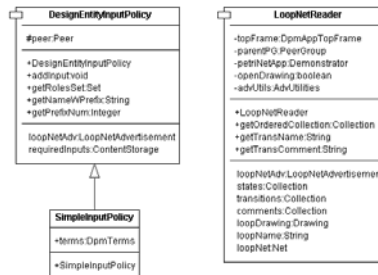 DesignEntityInputPolicy
#peer:Peer
+DesignEntityInputPolicy
+addInput:void
+getRolesSet:Set
+getNameWPrefix:String
+getPrefixNum:Integer
loopNetAdv:LoopNetAdvertisement
requiredInputs:ContentStorage
SimpleInputPolicy
+terms:DpmTerms
+SimpleInputPolicy
LoopNetReader
-topFrame:DpmAppTopFrame
-parentPG:PeerGroup
-petriNetApp:Demonstrator
-openDrawing:boolean
-advUtils:AdvUtilities
+LoopNetReader
+getOrderedCollection:Collection
+getTransName:String
+getTransComment:String
loopNetAdv:LoopNetAdvertisemen
states:Collection
transitions:Collection
comments:Collection
loopDrawing:Drawing
loopName:String
loopNet:Net